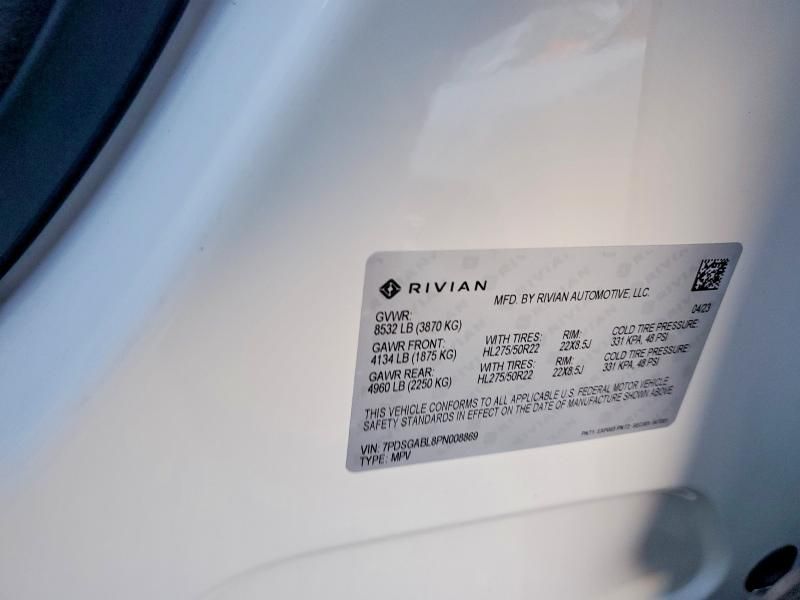 RIVIAN
MFD. BY RIVIAN AUTOMOTIVE, LLC.
04/23
GVWR:
8532 LB (3870 KG)
GAWR FRONT: WITH TIRES: RIM: COLD TIRE PRESSURE:
4134 LB (1875 KG) HL275/50R22 22X8.5J 331 KPA, 48 PSI
GAWR REAR: WITH TIRES: RIM: COLD TIRE PRESSURE:
4960 LB (2250 KG) HL275/50R22 22X8.5J 331 KPA, 48 PSI
THIS VEHICLE CONFORMS TO ALL APPLICABLE U.S. FEDERAL MOTOR VEHICLE
SAFETY STANDARDS IN EFFECT ON THE DATE OF MANUFACTURE SHOWN ABOVE
VIN: 7PDSGABL8PN008869
TYPE: MPV